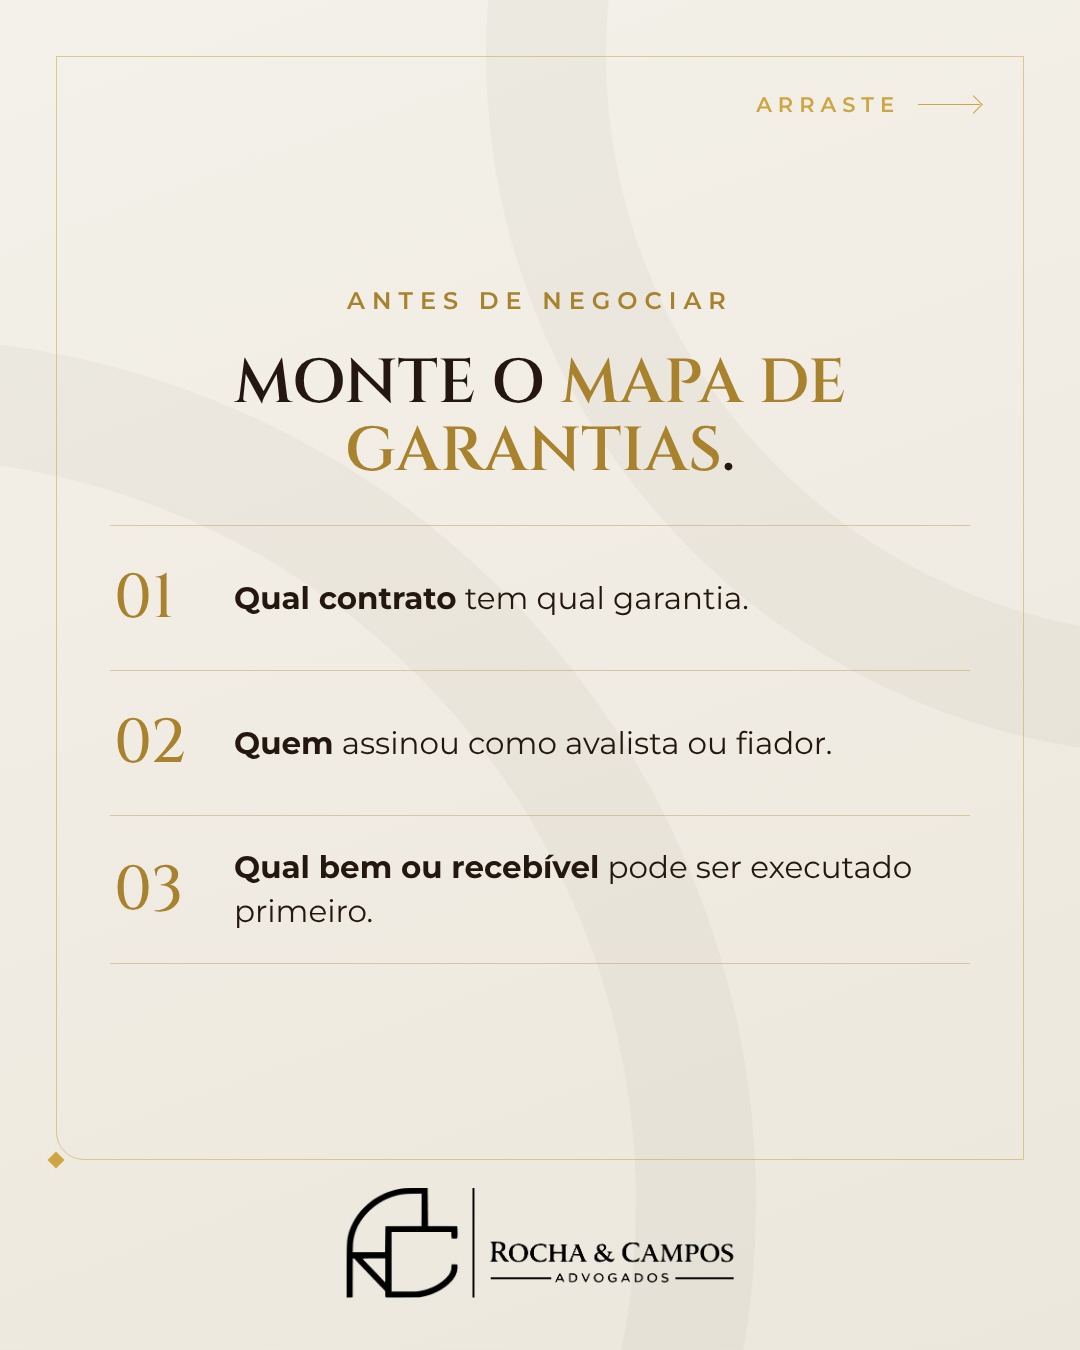 ARRASTE
ANTES DE NEGOCIAR
MONTE O MAPA DE
GARANTIAS.
01
Qual contrato tem qual garantia.
02
Quem assinou como avalista ou fiador.
03
Qual bem ou recebível pode ser executado
primeiro.
ROCHA & CAMPOS
ADVOGADOS